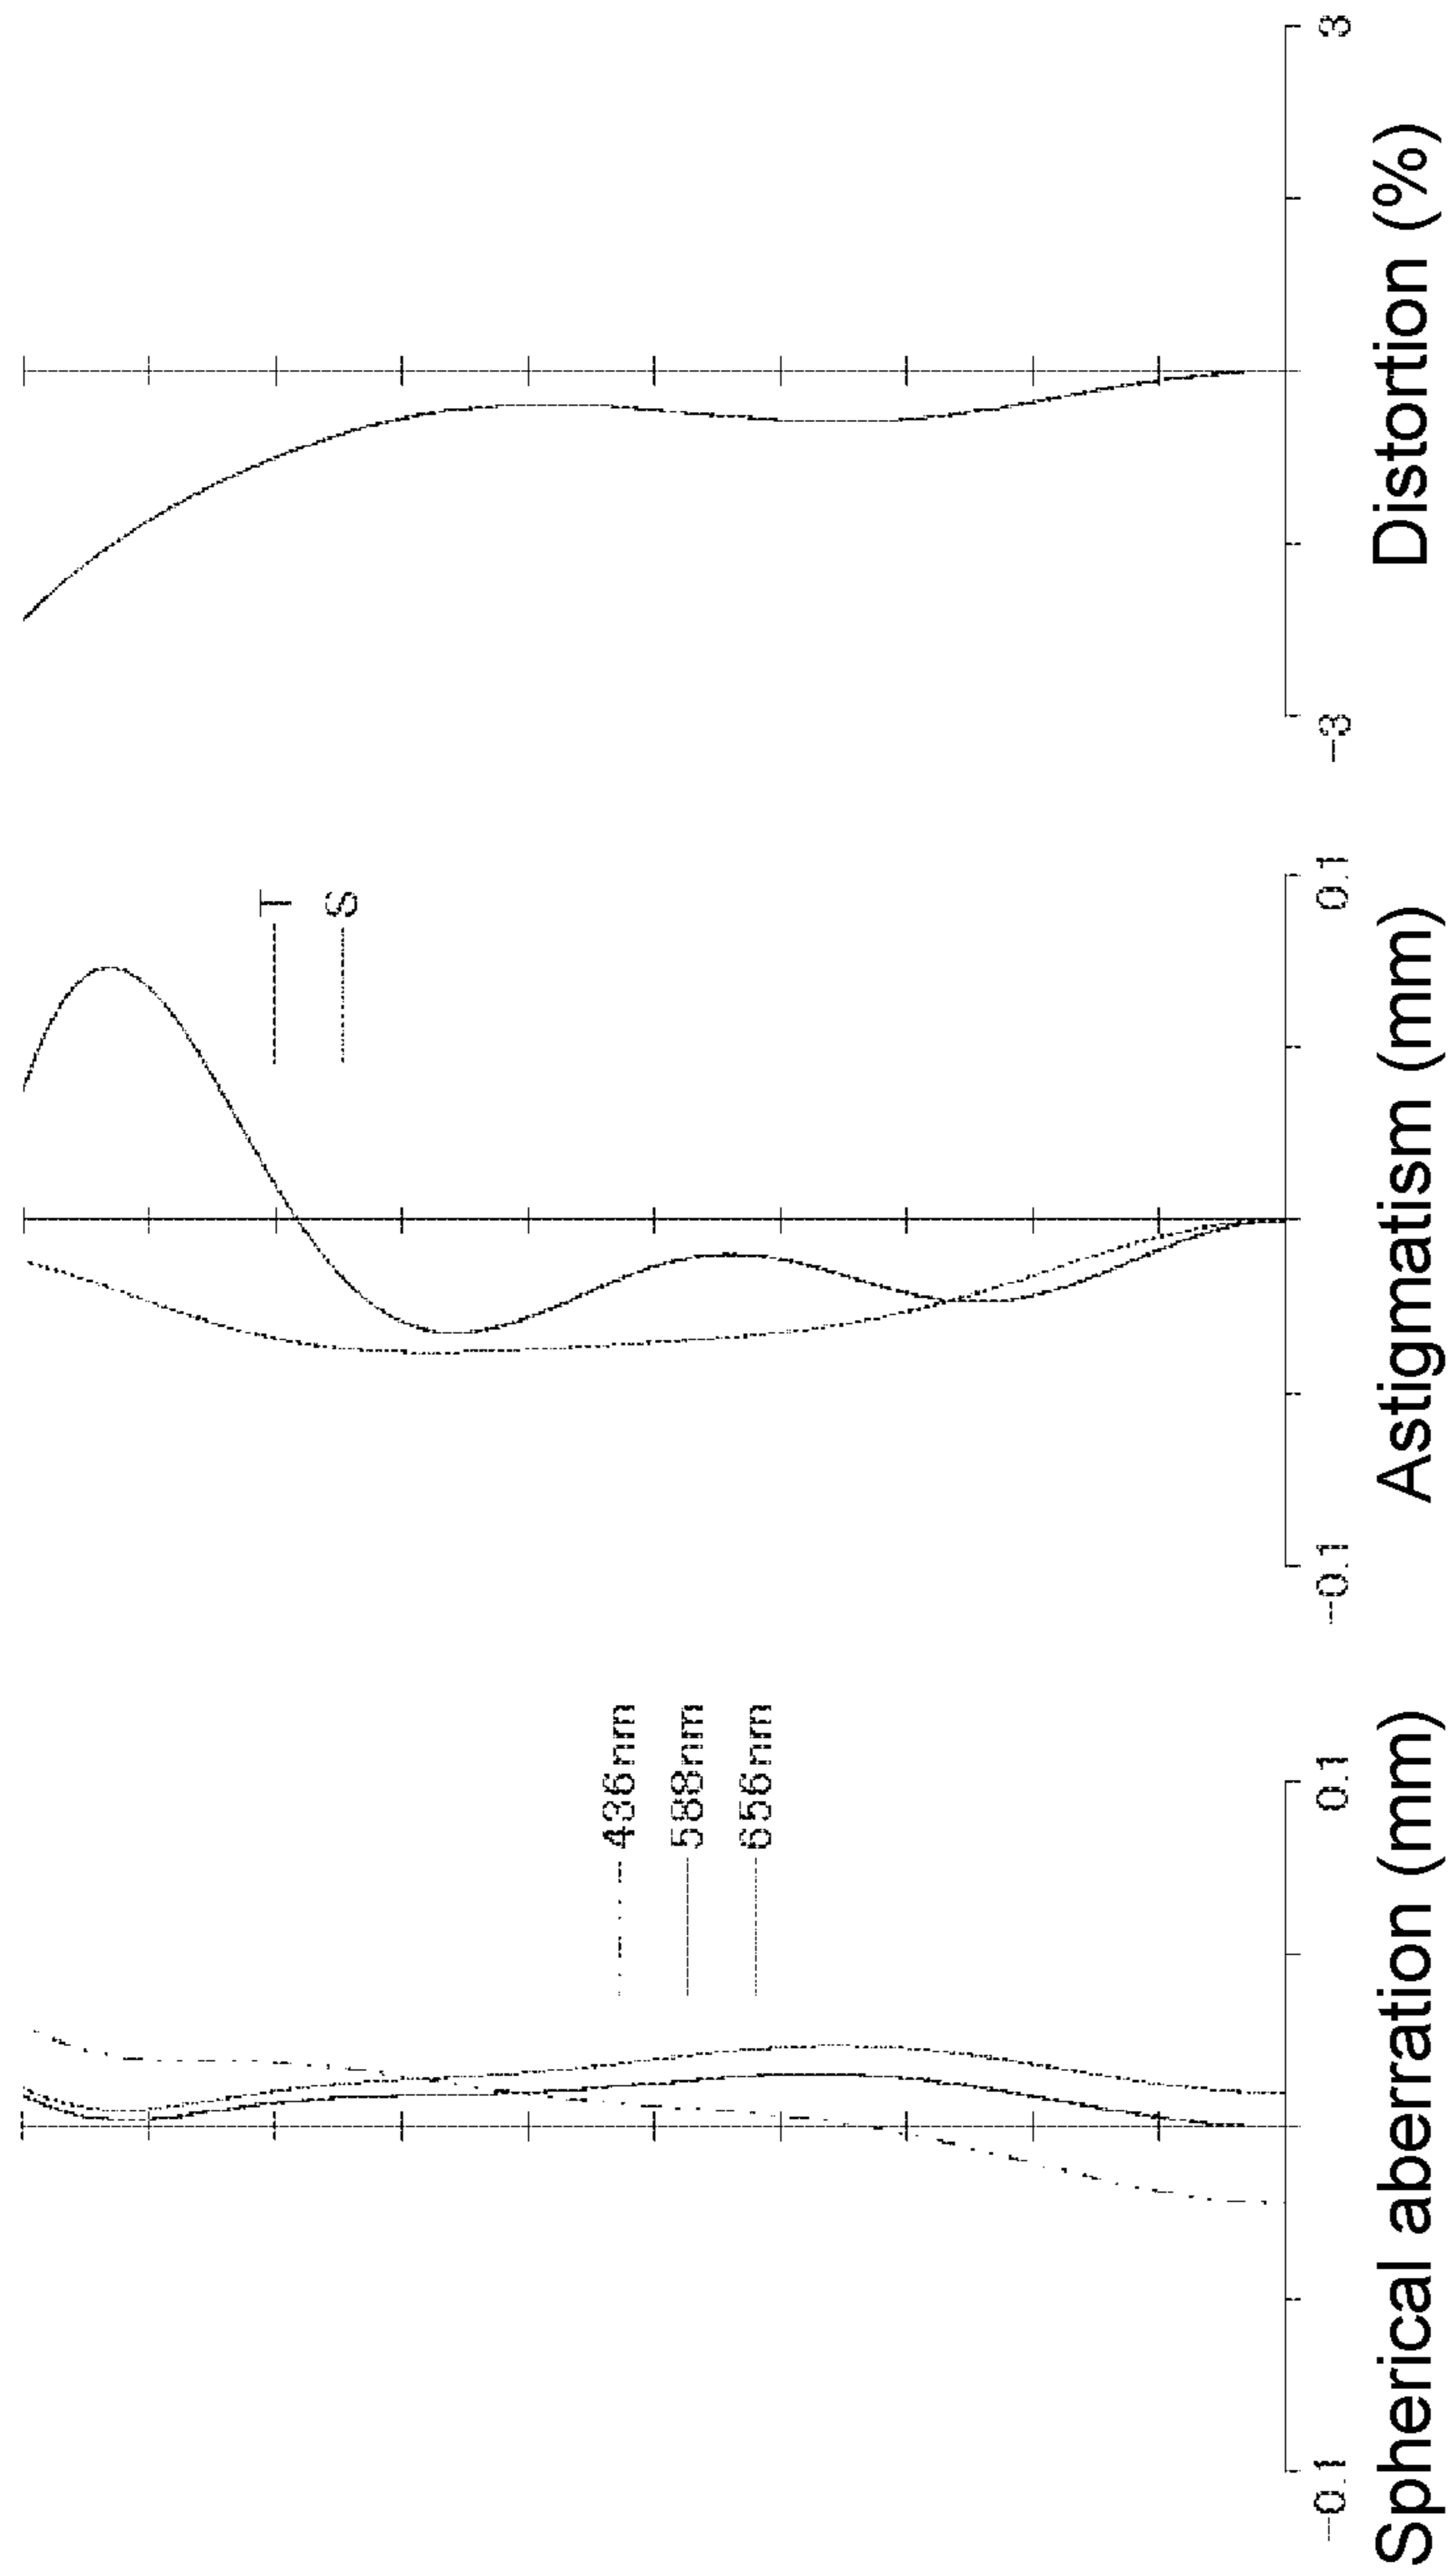 436nm
588nm
656nm
-0.1
0.1
Spherical aberration (mm)
T
S
-0.1
0.1
Astigmatism (mm)
-3
3
Distortion (%)